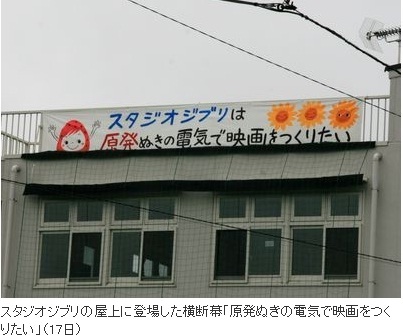 スタジオジブリは
原発ぬきの電気で映画をつくりたい
スタジオジブリの屋上に登場した横断幕「原発ぬきの電気で映画をつく
りたい」（17日）